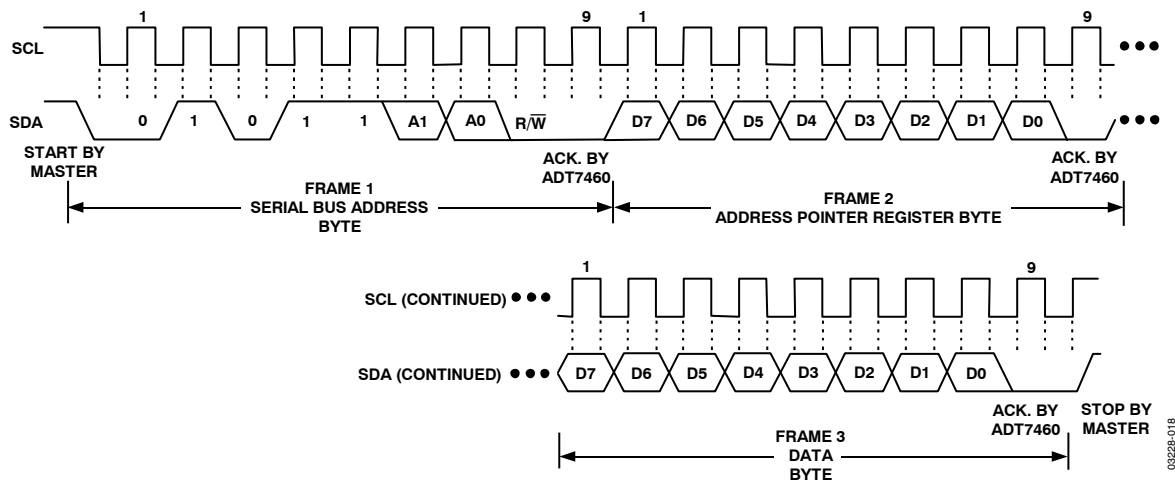 1 9 1 9
SCL
SDA 0 1 0 1 1 A1 A0 R/W̅ D7 D6 D5 D4 D3 D2 D1 D0
START BY
MASTER
ACK. BY
ADT7460
ACK. BY
ADT7460
FRAME 1
SERIAL BUS ADDRESS
BYTE
FRAME 2
ADDRESS POINTER REGISTER BYTE
1 9
SCL (CONTINUED)
SDA (CONTINUED) D7 D6 D5 D4 D3 D2 D1 D0
ACK. BY
ADT7460
STOP BY
MASTER
FRAME 3
DATA
BYTE
03228-018